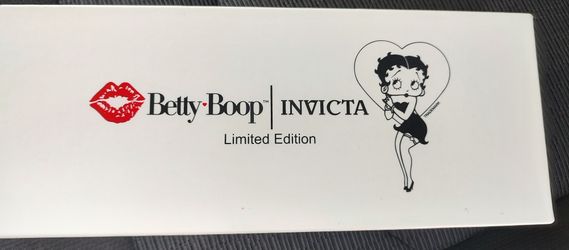 Betty Boop™ | INVICTA
Limited Edition